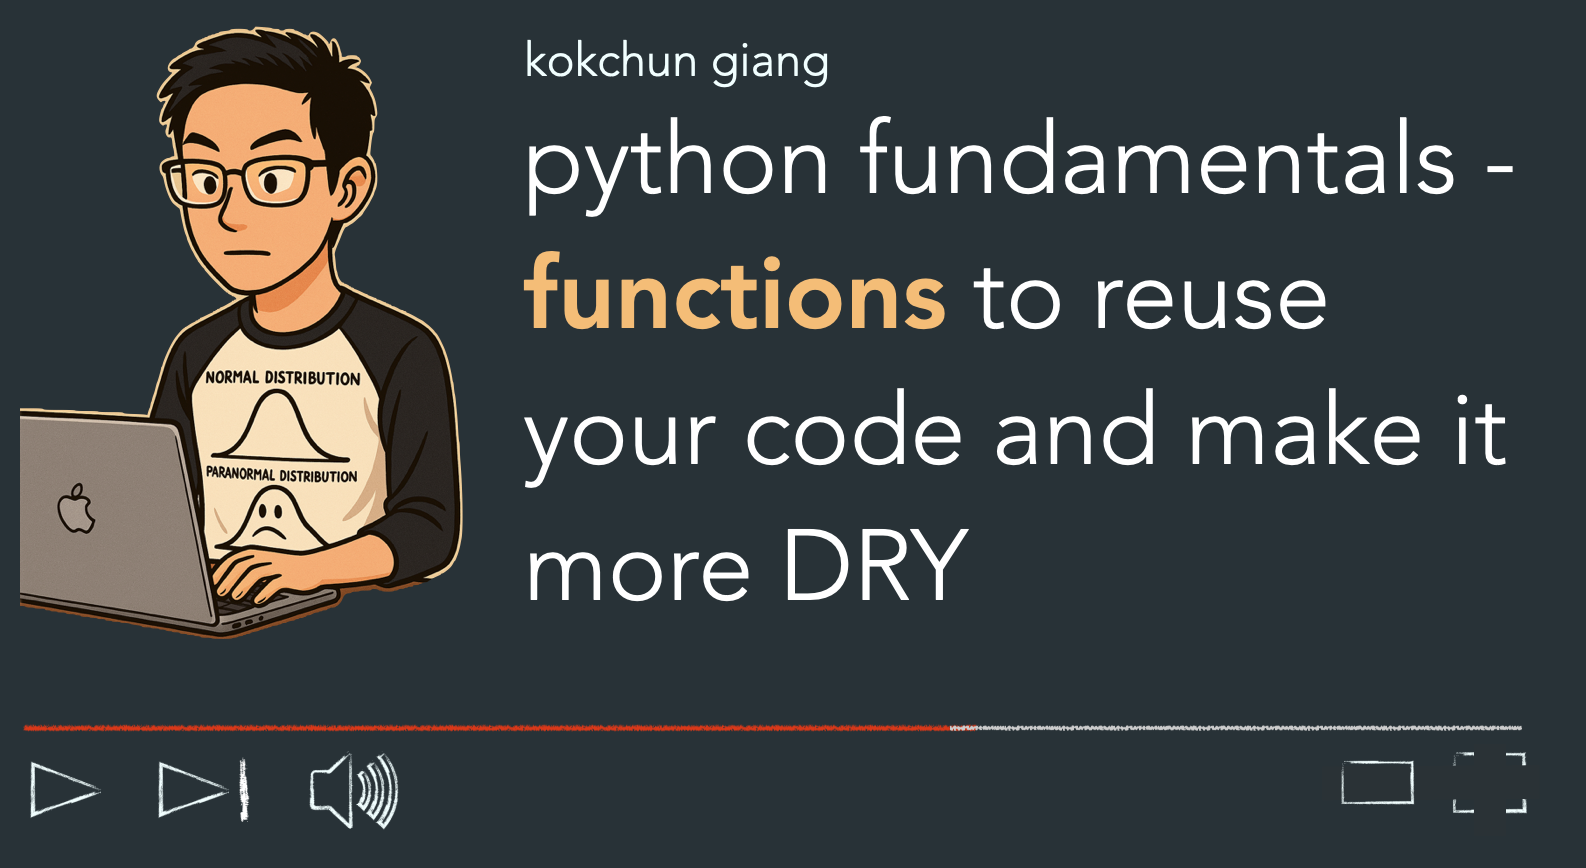 kokchun giang
python fundamentals -
functions to reuse
your code and make it
more DRY
NORMAL DISTRIBUTION
PARANORMAL DISTRIBUTION